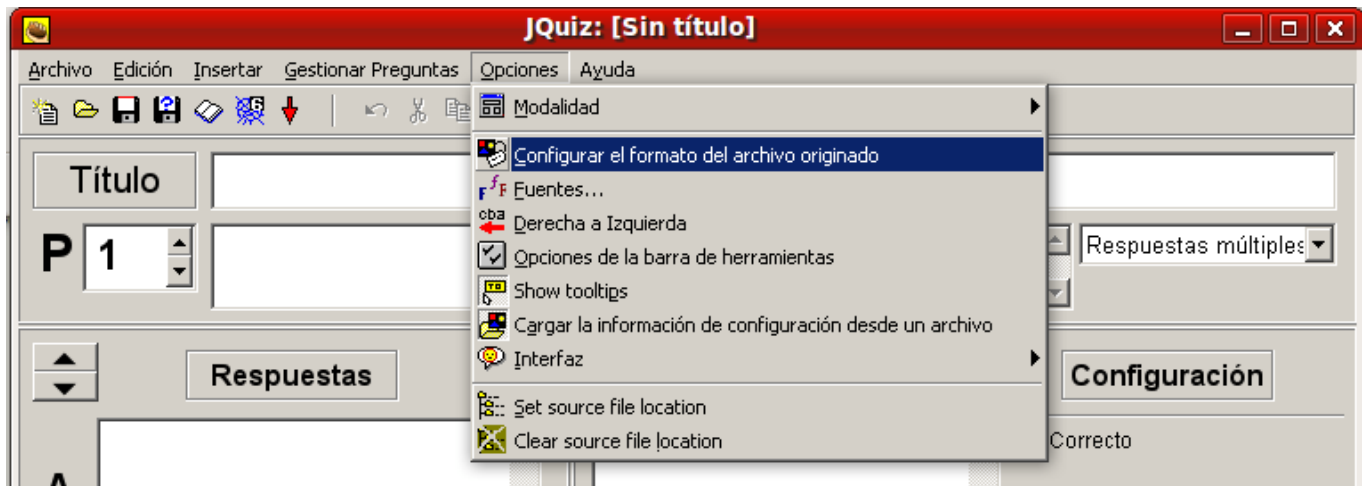 JQuiz: [Sin título]
Archivo Edición Insertar Gestionar Preguntas Opciones Ayuda
Modalidad
Configurar el formato del archivo originado
Fuentes...
Derecha a Izquierda
Opciones de la barra de herramientas
Show tooltips
Cargar la información de configuración desde un archivo
Interfaz
Set source file location
Clear source file location
Título
P 1
Respuestas múltiples
Respuestas
Configuración
A
Correcto